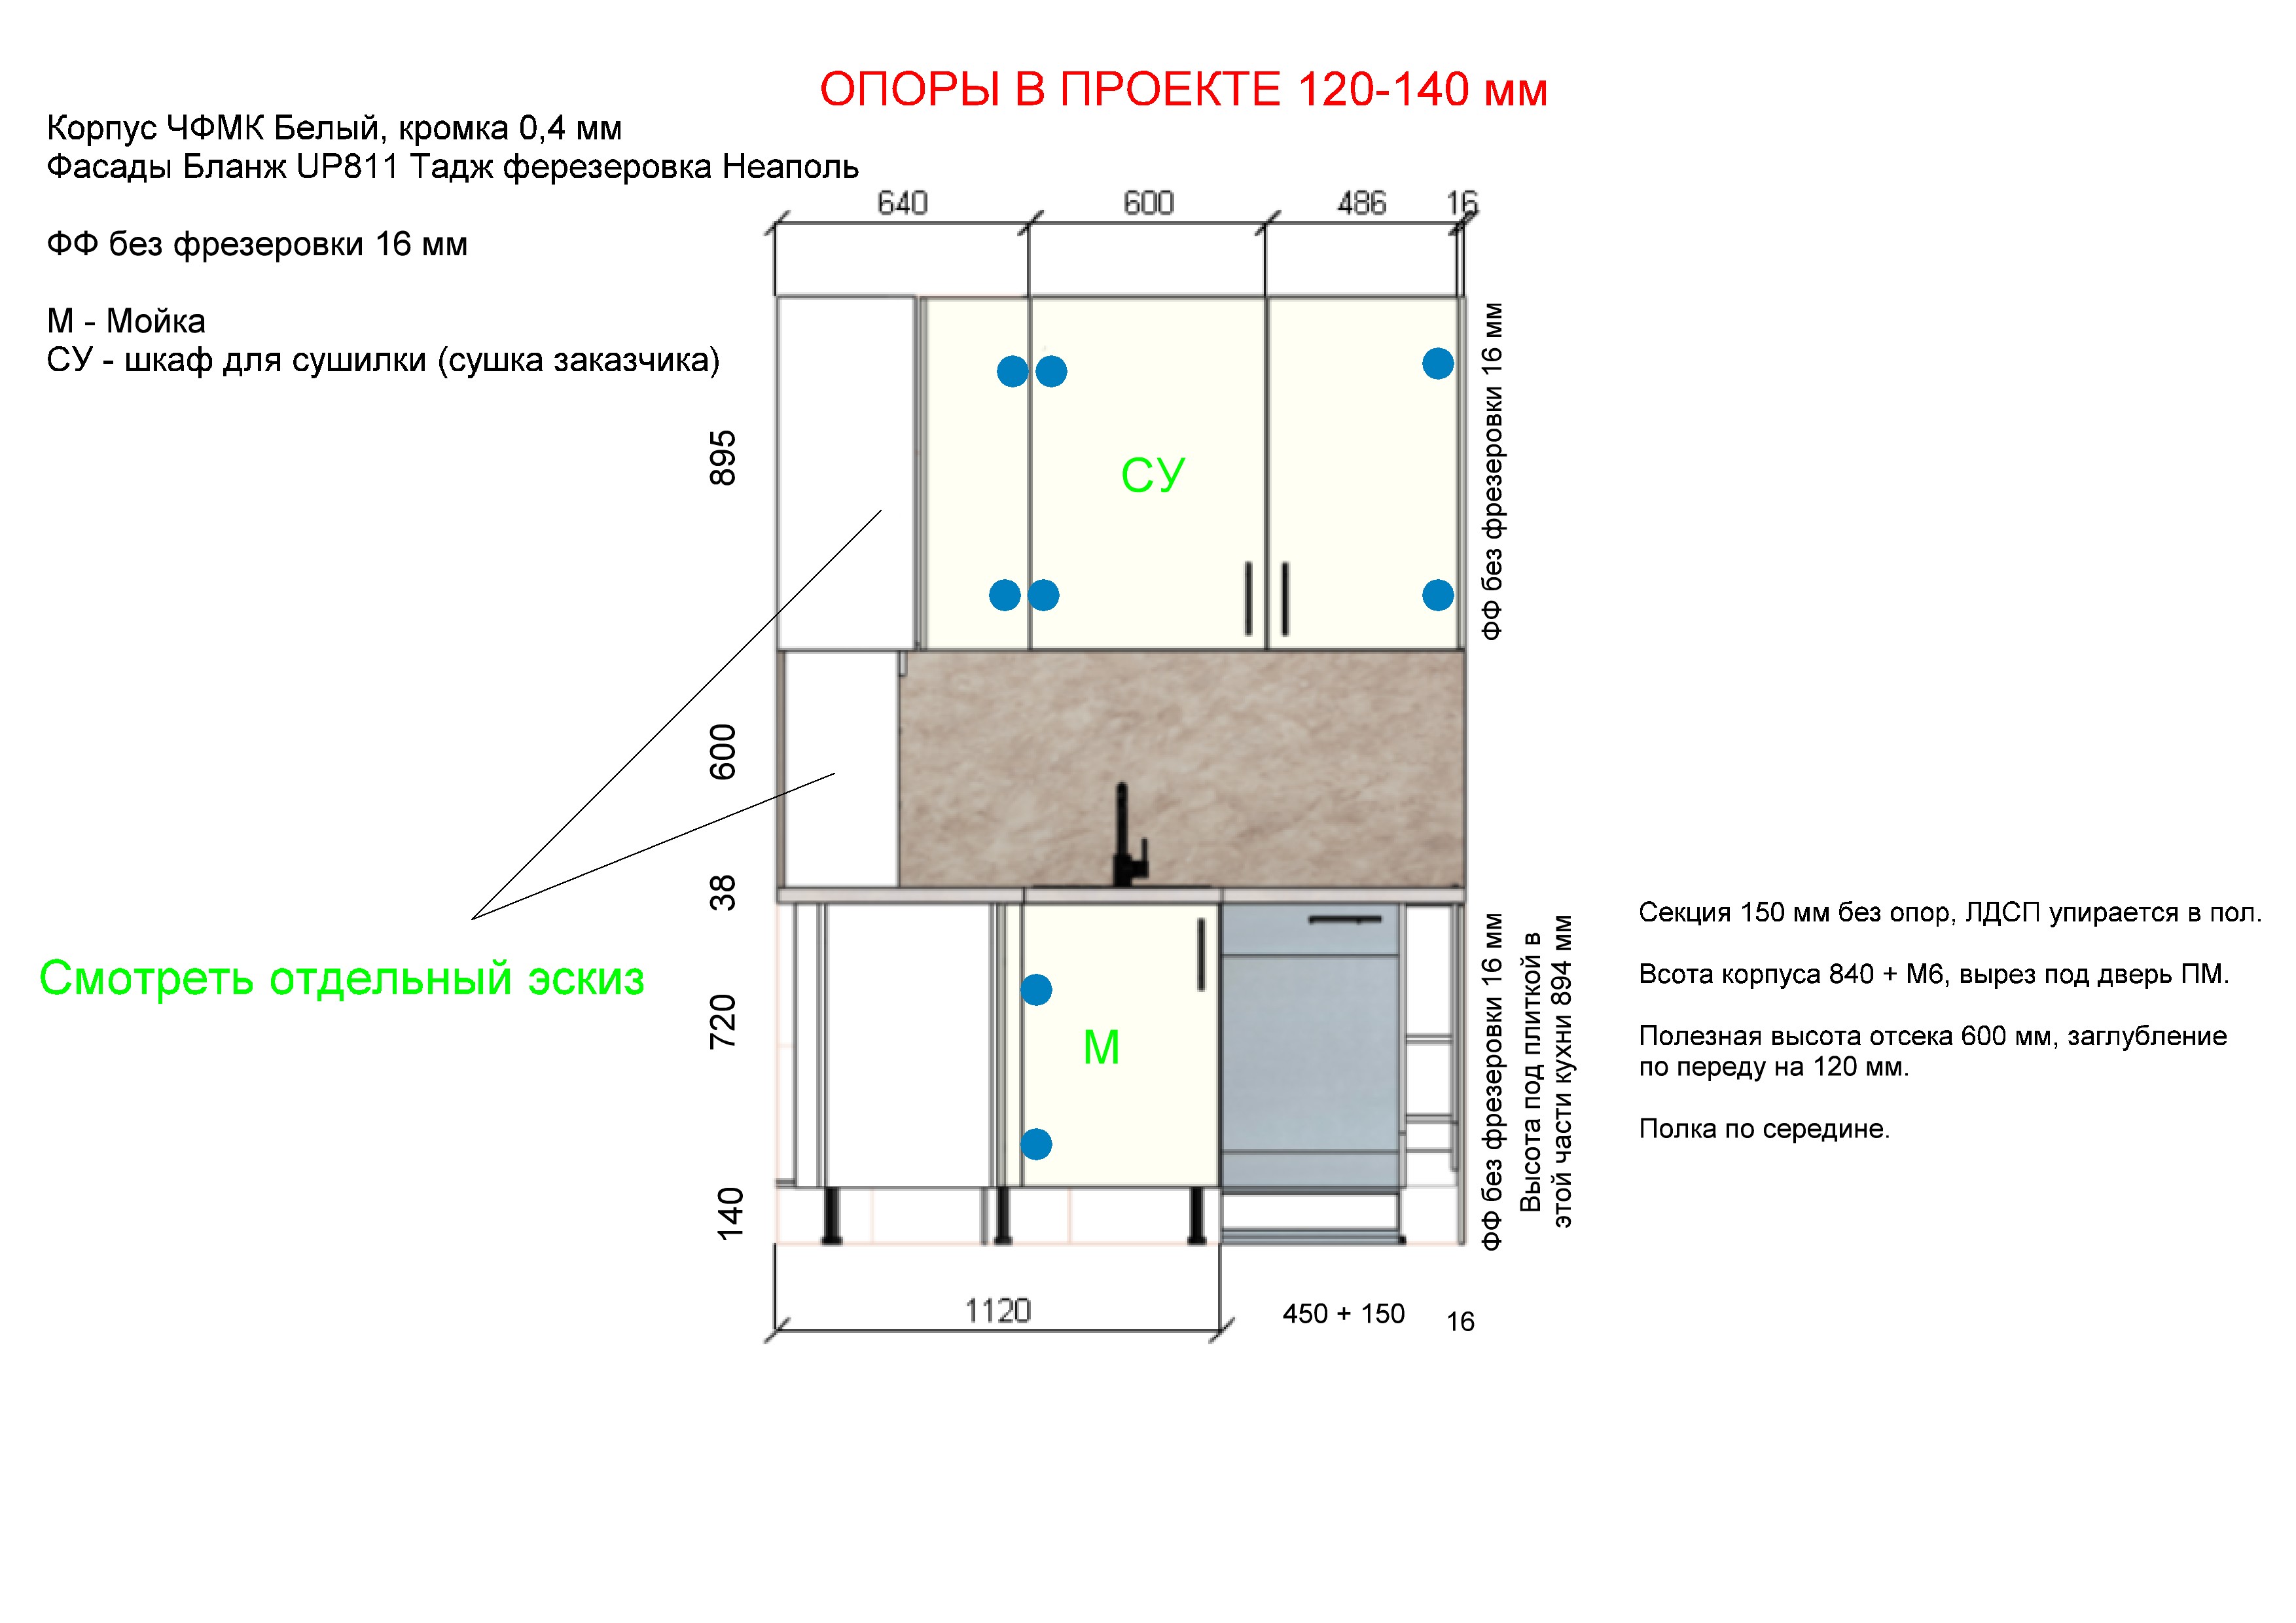 ОПОРЫ В ПРОЕКТЕ 120-140 мм
Корпус ЧФМК Белый, кромка 0,4 мм
Фасады Бланж UP811 Тадж ферезеровка Неаполь
ФФ без фрезеровки 16 мм
М - Мойка
СУ - шкаф для сушилки (сушка заказчика)
640
600
486
16
895
СУ
ФФ без фрезеровки 16 мм
600
38
Смотреть отдельный эскиз
720
М
140
ФФ без фрезеровки 16 мм
Высота под плиткой в
этой части кухни 894 мм
Секция 150 мм без опор, ЛДСП упирается в пол.
Всота корпуса 840 + М6, вырез под дверь ПМ.
Полезная высота отсека 600 мм, заглубление
по переду на 120 мм.
Полка по середине.
1120
450 + 150
16